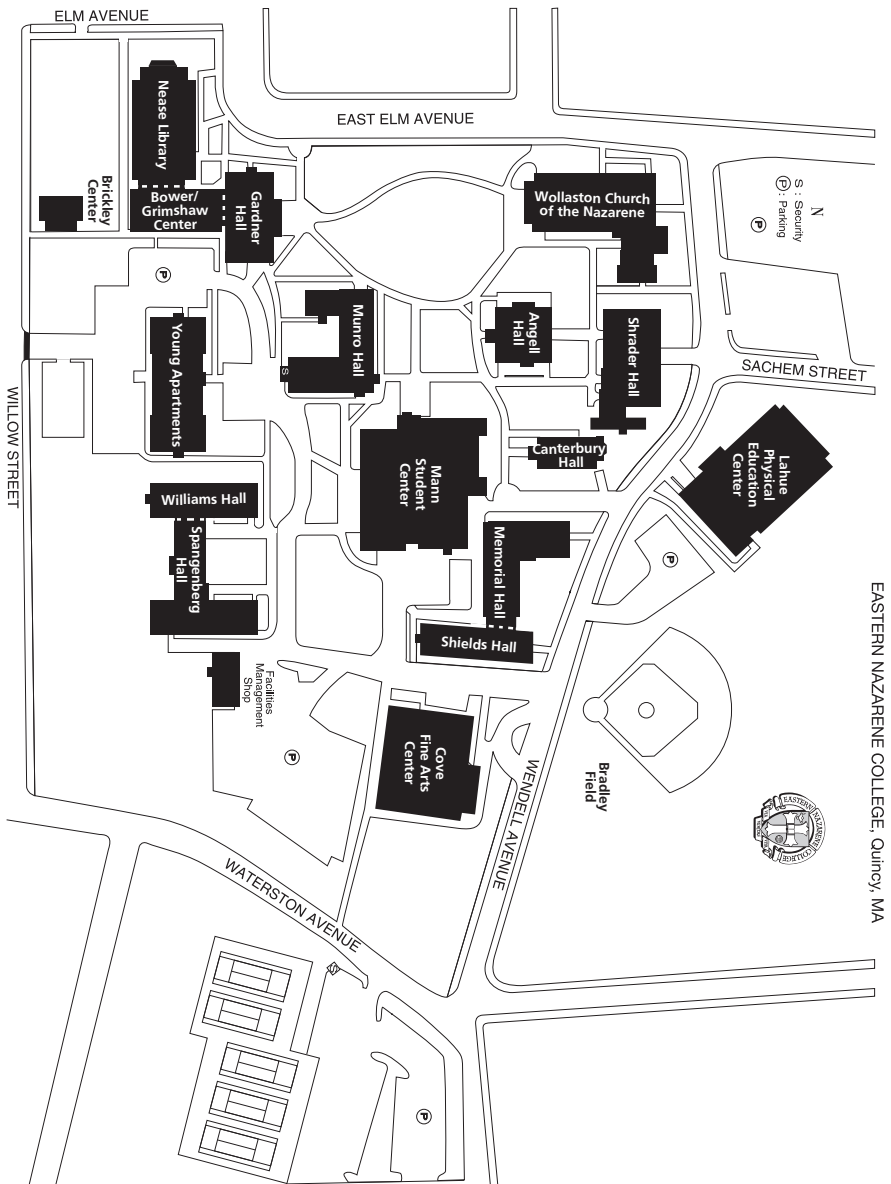 ELM AVENUE
EAST ELM AVENUE
Nease Library
Bower/
Grimshaw
Center
Gardner
Hall
Brickley
Center
Wollaston Church
of the Nazarene
N
S : Security
P : Parking
P
P
Munro Hall
S
Angell
Hall
Shrader Hall
SACHEM STREET
Young Apartments
WILLOW STREET
Mann
Student
Center
Canterbury
Hall
Lahue
Physical
Education
Center
Williams Hall
Spangenberg
Hall
Memorial Hall
Shields Hall
P
EASTERN NAZARENE COLLEGE, Quincy, MA
Facilities
Management
Shop
P
Cove
Fine Arts
Center
WENDELL AVENUE
Bradley
Field
EASTERN NAZARENE COLLEGE
WATERSTON AVENUE
S
P